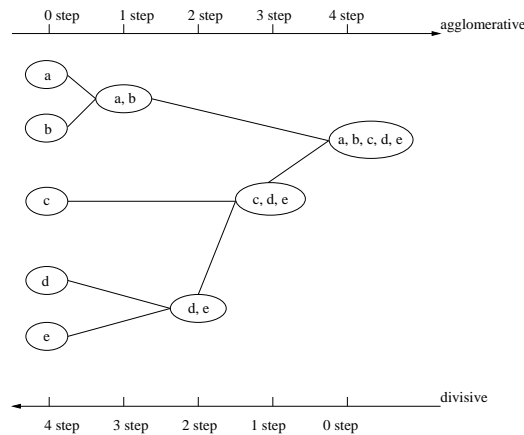 0 step 1 step 2 step 3 step 4 step
agglomerative
a
a, b
b
a, b, c, d, e
c
c, d, e
d
d, e
e
divisive
4 step 3 step 2 step 1 step 0 step